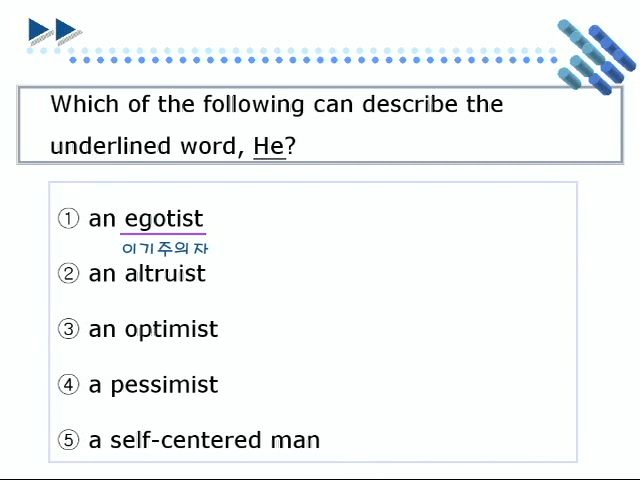 Which of the following can describe the
underlined word, He?
① an egotist
이기주의자
② an altruist
③ an optimist
④ a pessimist
⑤ a self-centered man